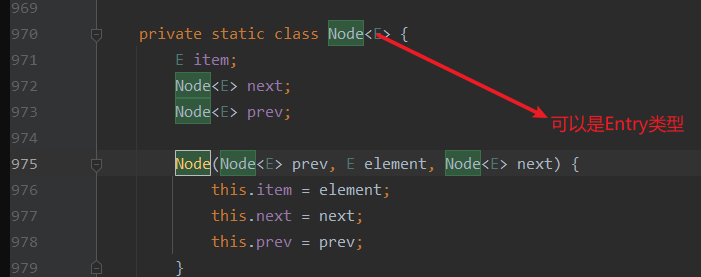 969
970 private static class Node<E> {
971 E item;
972 Node<E> next;
973 Node<E> prev;
可以是Entry类型
974
975 Node(Node<E> prev, E element, Node<E> next) {
976 this.item = element;
977 this.next = next;
978 this.prev = prev;
979 }